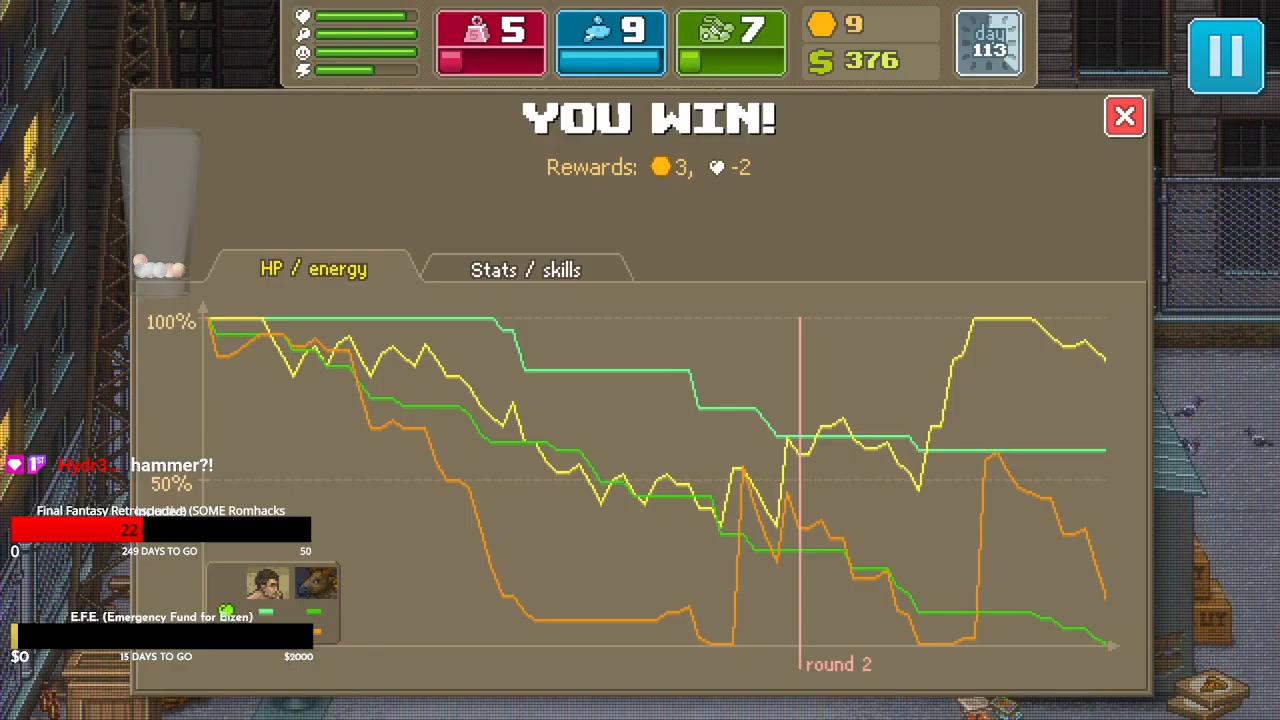 5
9
7
9
376
day
113
YOU WIN!
Rewards: 3, -2
HP / energy
Stats / skills
100%
hammer?!
50%
Final Fantasy
22
0
249 DAYS TO GO
50
E.F.E. (Emergency Fund for Eizen)
$0
15 DAYS TO GO
$2000
round 2